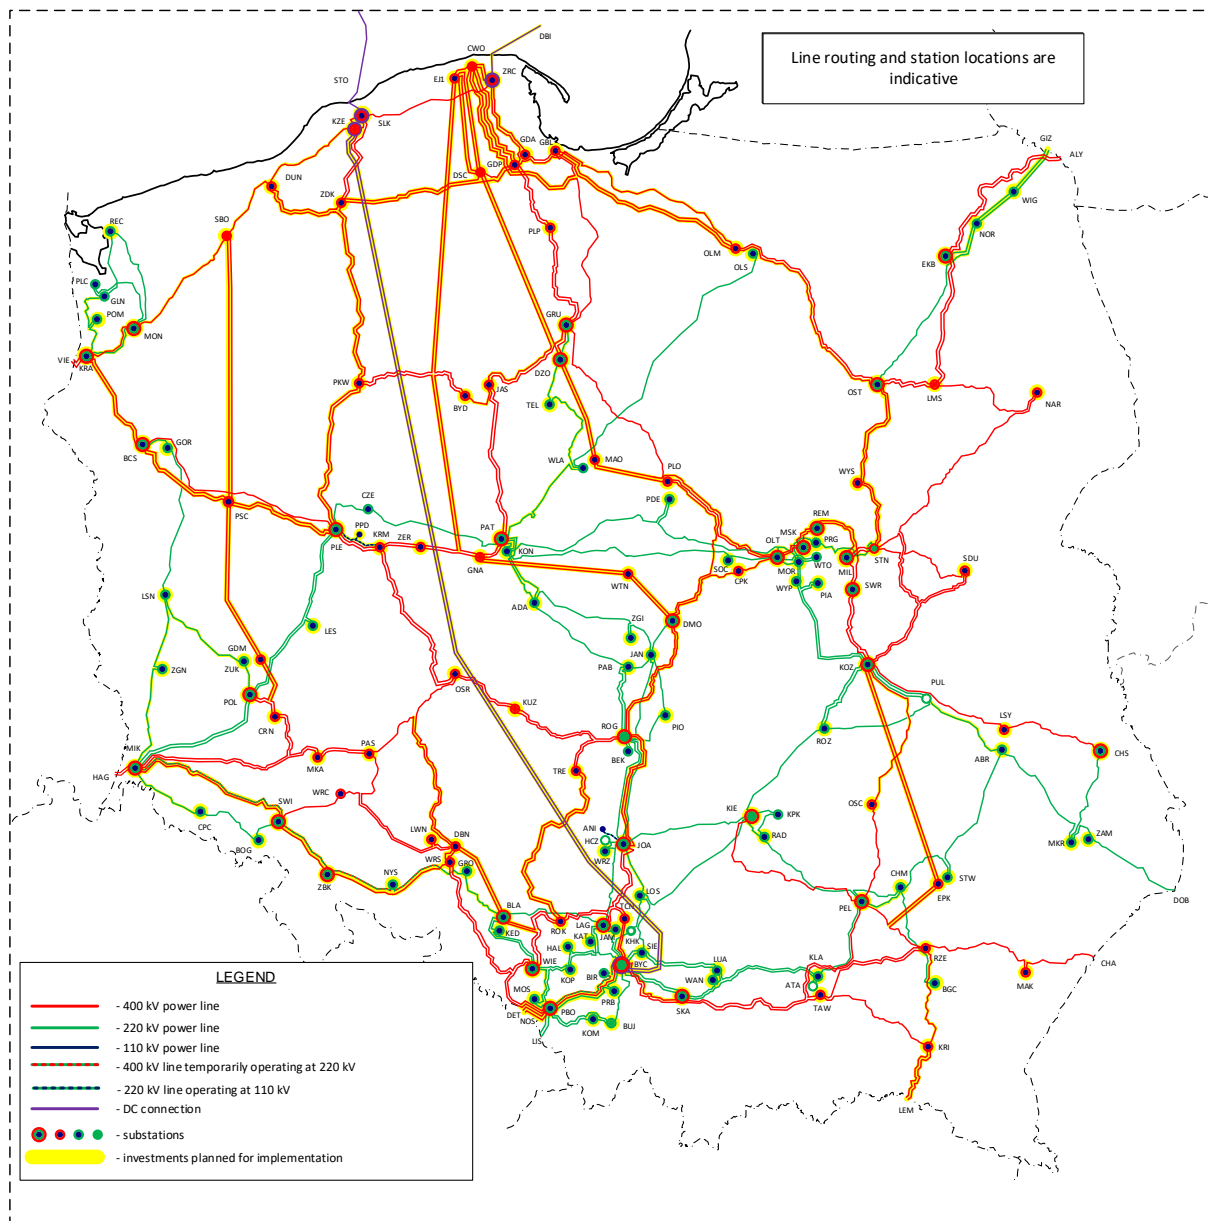 DBI
CWO
EJ1
ZRC
STO
KZE
SLK
Line routing and station locations are
indicative
GDA
GBL
GDP
DSC
DUN
ZDK
GIZ
ALY
WIG
NOR
SBO
REC
PLP
OLM
OLS
EKB
PLC
GLN
POM
MON
GRU
VIE
KRA
DZO
PKW
BYD
JAS
TEL
OST
LMS
NAR
BCS
GOR
WLA
MAO
PLO
WYS
PSC
CZE
PDE
PPD
PLE
KRM
ZER
PAT
KON
GNA
REM
MSK
PRG
OLT
MOR
WTO
MIL
STN
SOC
CPK
WYP
PIA
SWR
SDU
WTN
LSN
ADA
LES
ZGI
DMO
JAN
PAB
KOZ
ZGN
GDM
ZUK
POL
CRN
OSR
KUZ
PIO
PUL
ROZ
LSY
ABR
CHS
MIK
HAG
MKA
PAS
ROG
BEK
TRE
WRC
SWI
CPC
BOG
LWN
DBN
WRS
GRO
ZBK
NYS
ANI
HCZ
WRZ
JOA
KIE
KPK
RAD
OSC
MKR
ZAM
DOB
CHM
STW
EPK
PEL
BLA
KED
ROK
LOS
TCN
LAG
KAT
JAM
KHK
HAL
SIE
WIE
KOP
BIR
BYC
LUA
WAN
KLA
ATA
TAW
RZE
BGC
MAK
CHA
MOS
DET
NOS
PBO
PRB
KOM
BUJ
LIS
SKA
KRI
LEM
LEGEND
- 400 kV power line
- 220 kV power line
- 110 kV power line
- 400 kV line temporarily operating at 220 kV
- 220 kV line operating at 110 kV
- DC connection
- substations
- investments planned for implementation